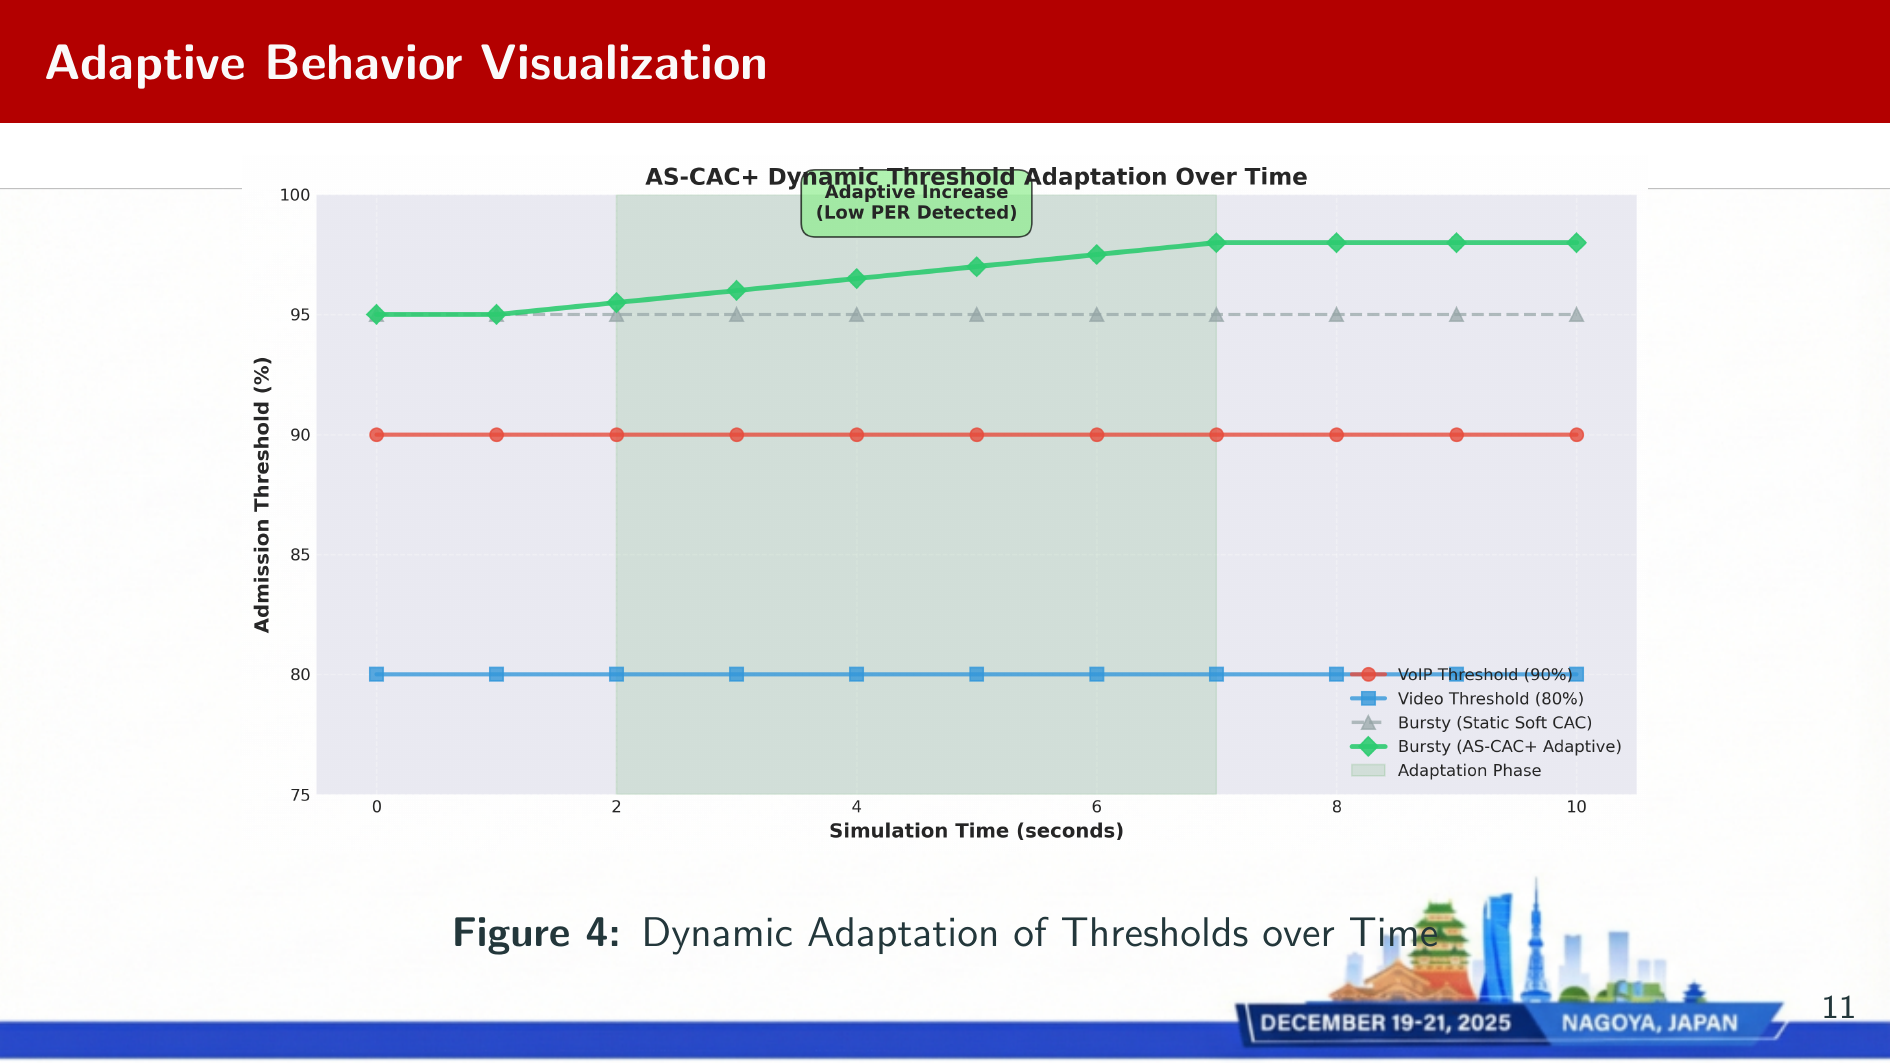 Adaptive Behavior Visualization
AS-CAC+ Dynamic Threshold Adaptation Over Time
Adaptive Increase
(Low PER Detected)
Admission Threshold (%)
100
95
90
85
80
75
0 2 4 6 8 10
Simulation Time (seconds)
VoIP Threshold (90%)
Video Threshold (80%)
Bursty (Static Soft CAC)
Bursty (AS-CAC+ Adaptive)
Adaptation Phase
Figure 4: Dynamic Adaptation of Thresholds over Time
DECEMBER 19-21, 2025 NAGOYA, JAPAN
11